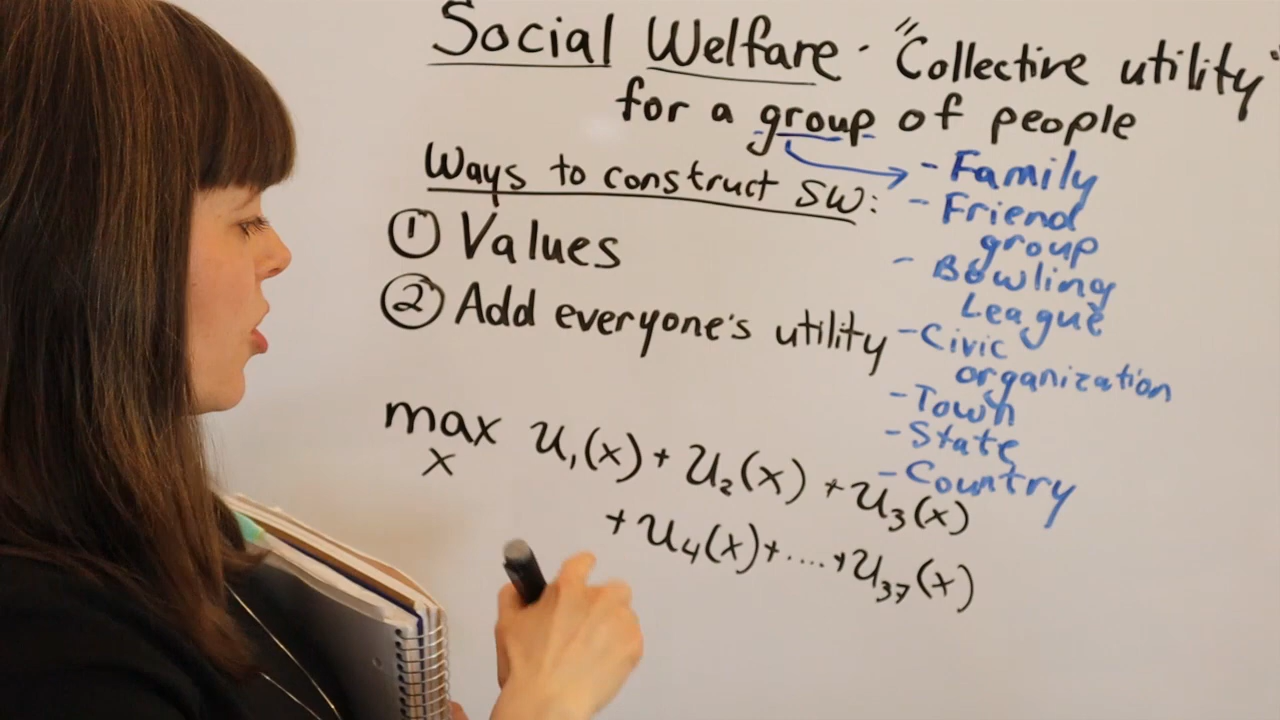 Social Welfare - "Collective utility"
for a group of people
Ways to construct SW:
① Values
② Add everyone's utility
- Family
- Friend
group
- Bowling
League
- Civic
organization
- Town
- State
- Country
max U₁(x) + U₂(x) + U₃(x)
x
+ U₄(x) + .... + U₃₇(x)